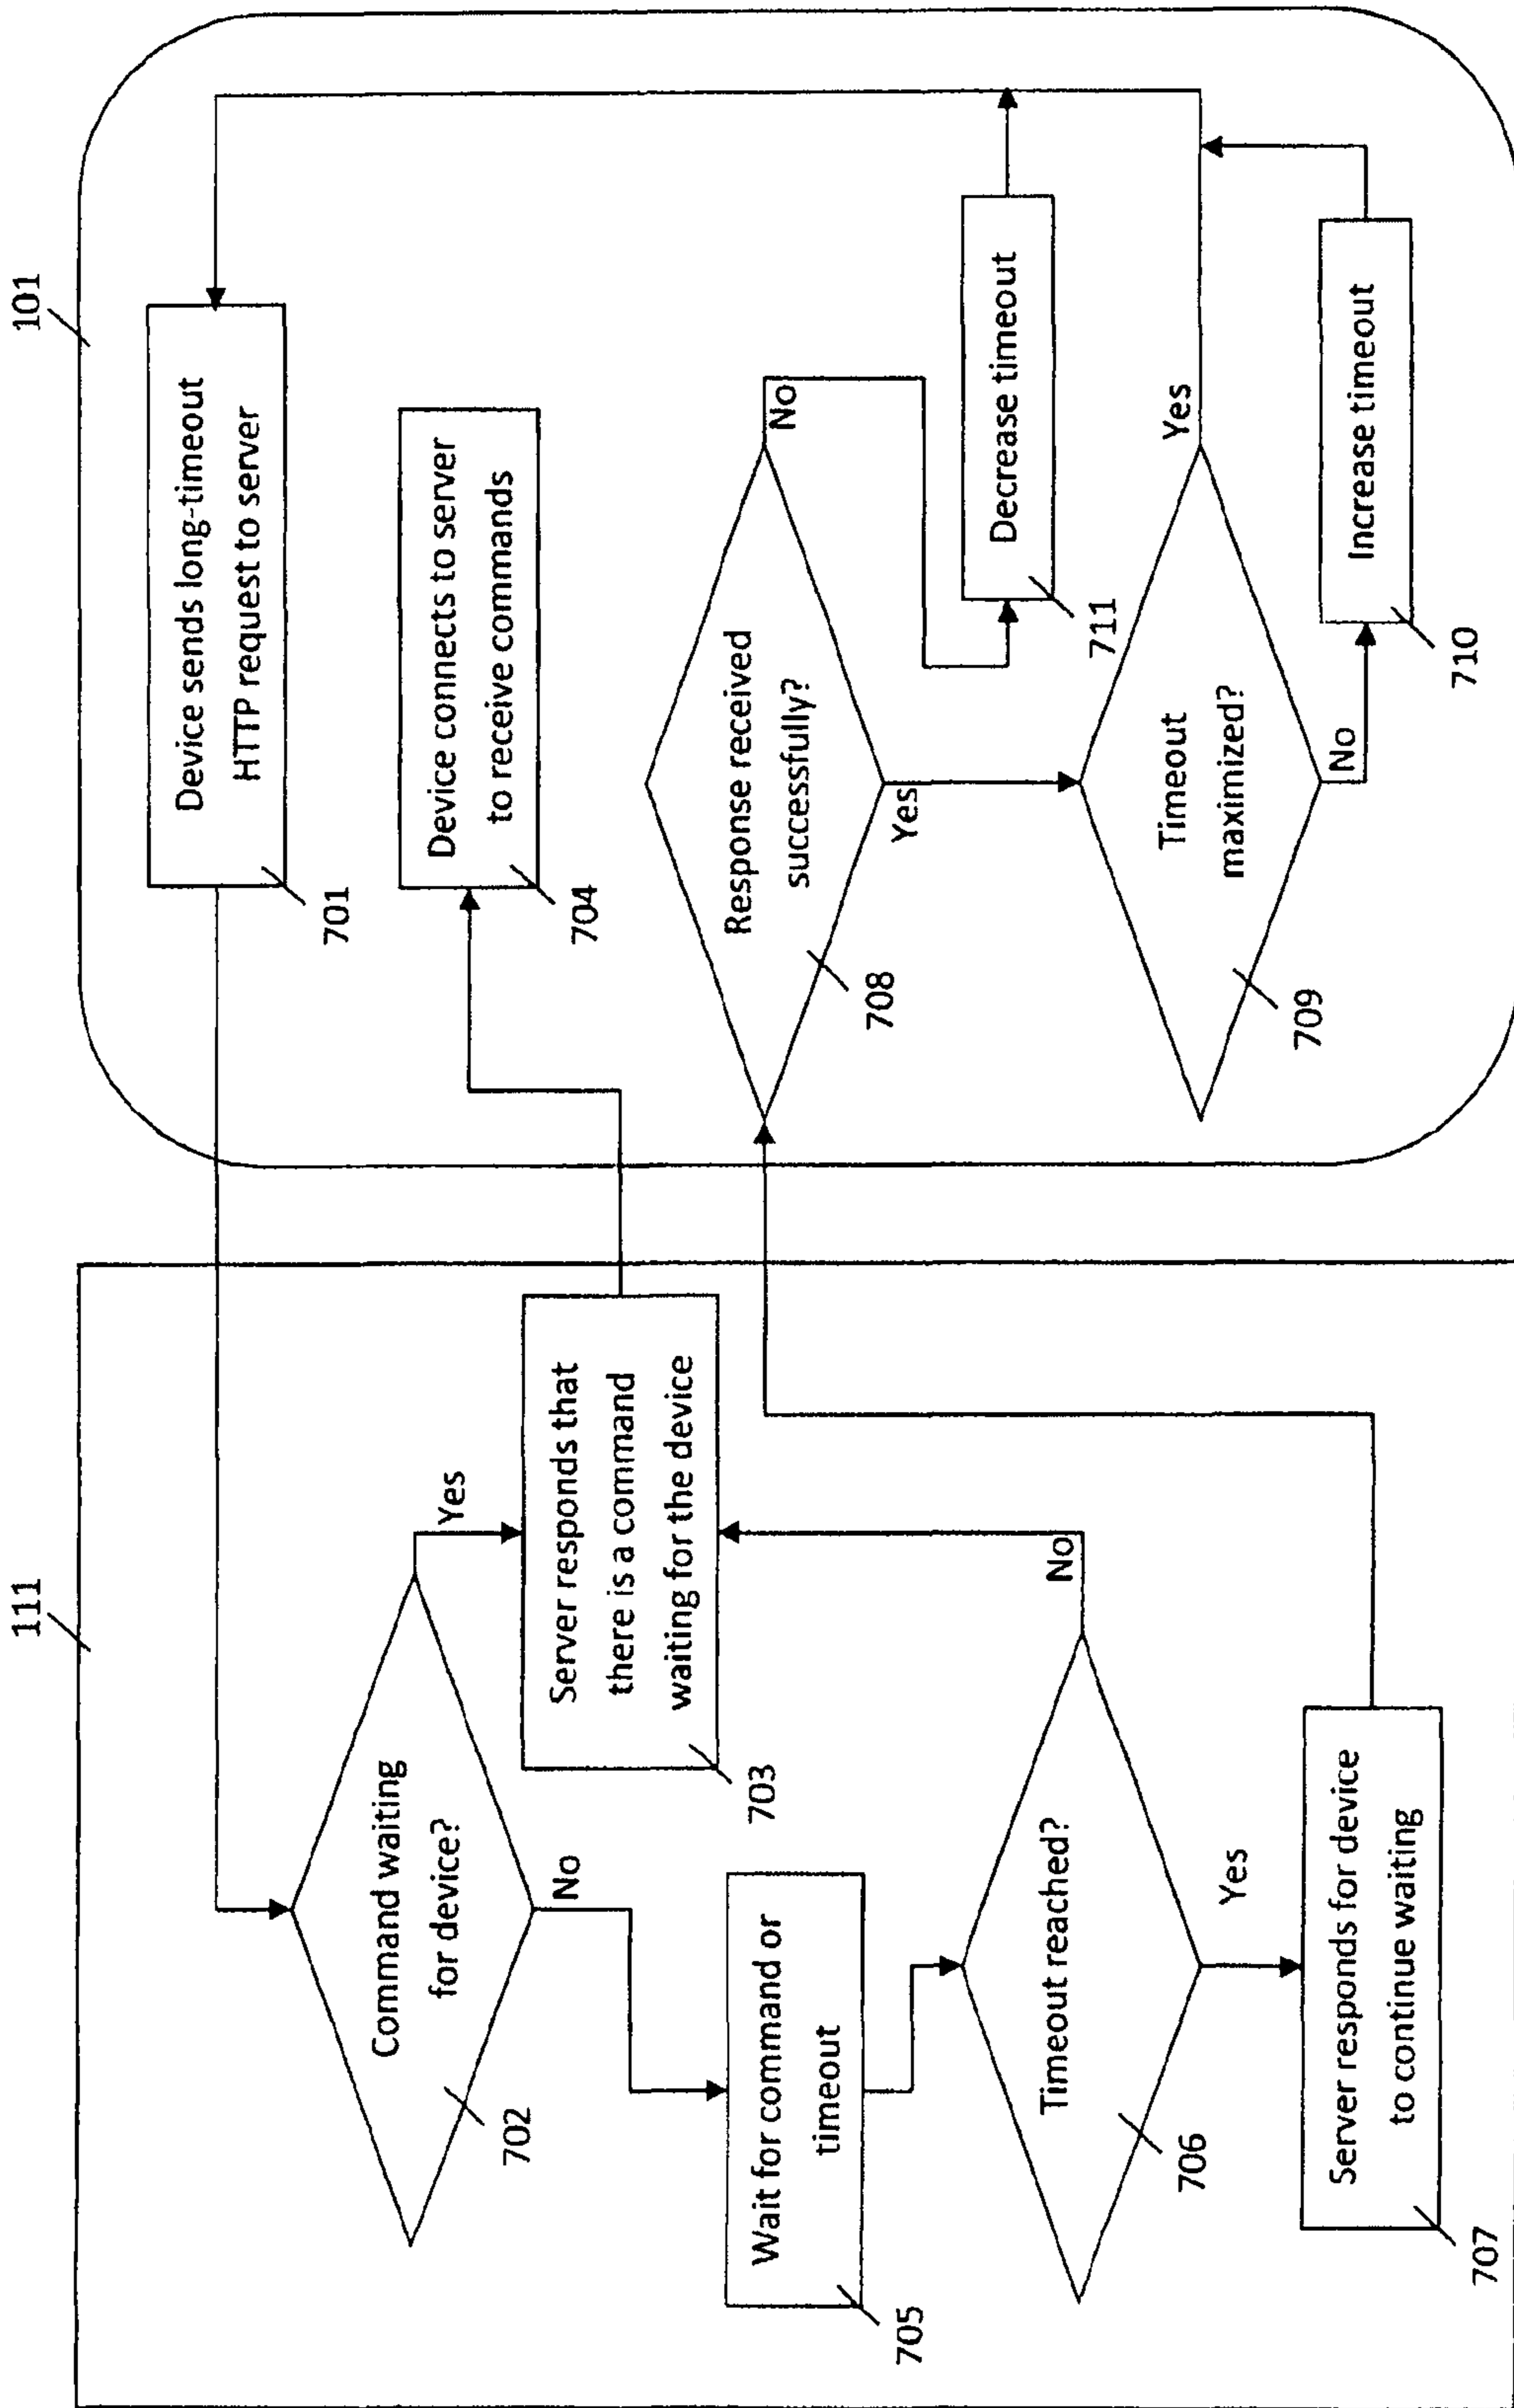 111
101
Device sends long-timeout
HTTP request to server
701
Command waiting
for device?
702
Yes
No
Device connects to server
to receive commands
704
Server responds that
there is a command
waiting for the device
703
Wait for command or
timeout
705
Response received
successfully?
708
No
Yes
Timeout reached?
706
No
Yes
Decrease timeout
711
Timeout
maximized?
709
Yes
No
Server responds for device
to continue waiting
707
Increase timeout
710